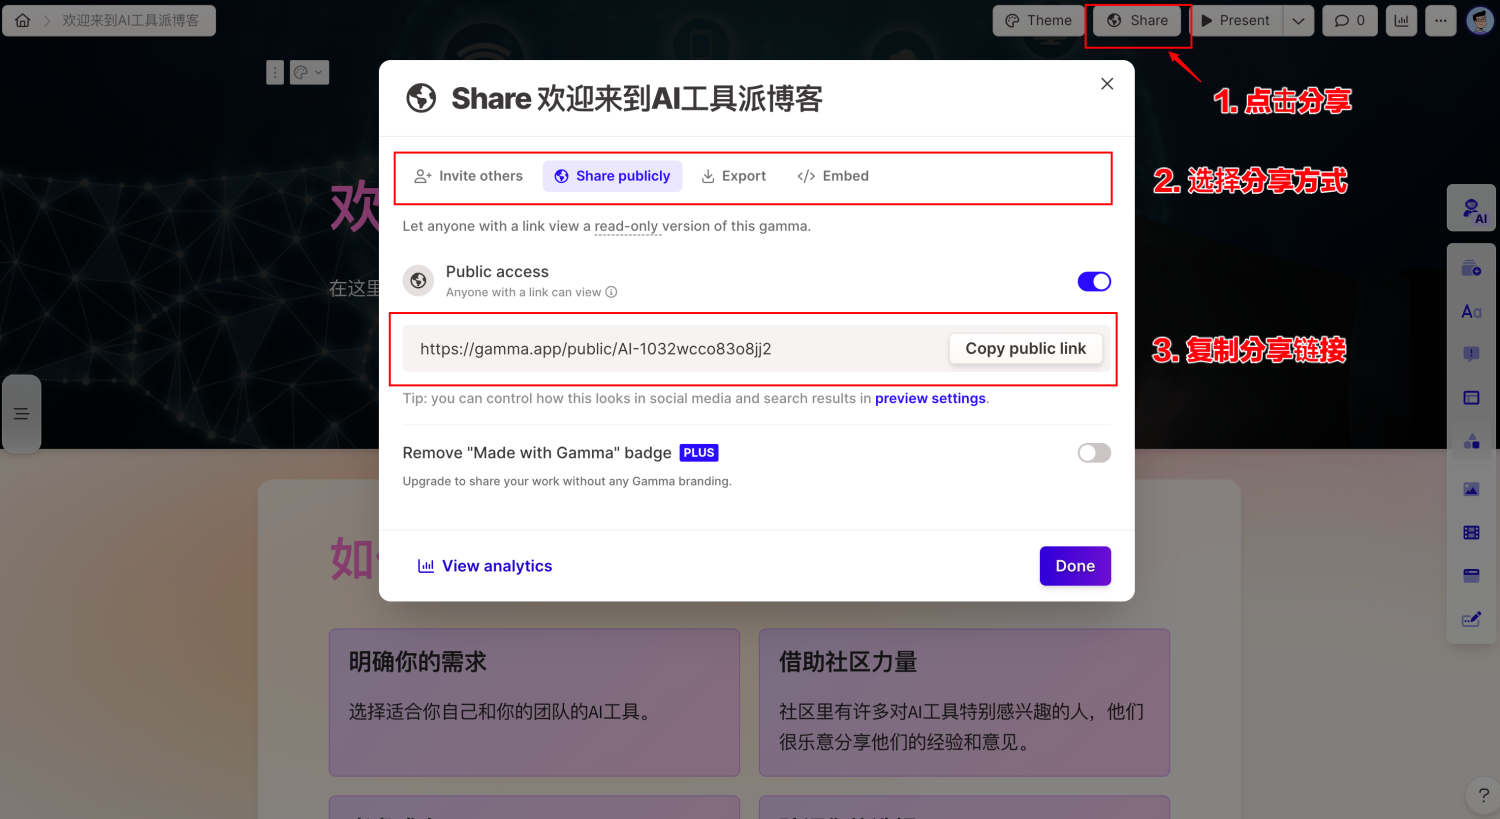 欢迎来到AI工具派博客
Theme
Share
Present
0
...
1. 点击分享
Share 欢迎来到AI工具派博客
2. 选择分享方式
Invite others
Share publicly
Export
</> Embed
欢
Let anyone with a link view a read-only version of this gamma.
AI
Public access
Anyone with a link can view
在这里
Aa
https://gamma.app/public/AI-1032wcco83o8jj2
Copy public link
3. 复制分享链接
Tip: you can control how this looks in social media and search results in preview settings.
Remove "Made with Gamma" badge PLUS
Upgrade to share your work without any Gamma branding.
如
View analytics
Done
明确你的需求
选择适合你自己和你的团队的AI工具。
借助社区力量
社区里有许多对AI工具特别感兴趣的人，他们
很乐意分享他们的经验和意见。
?